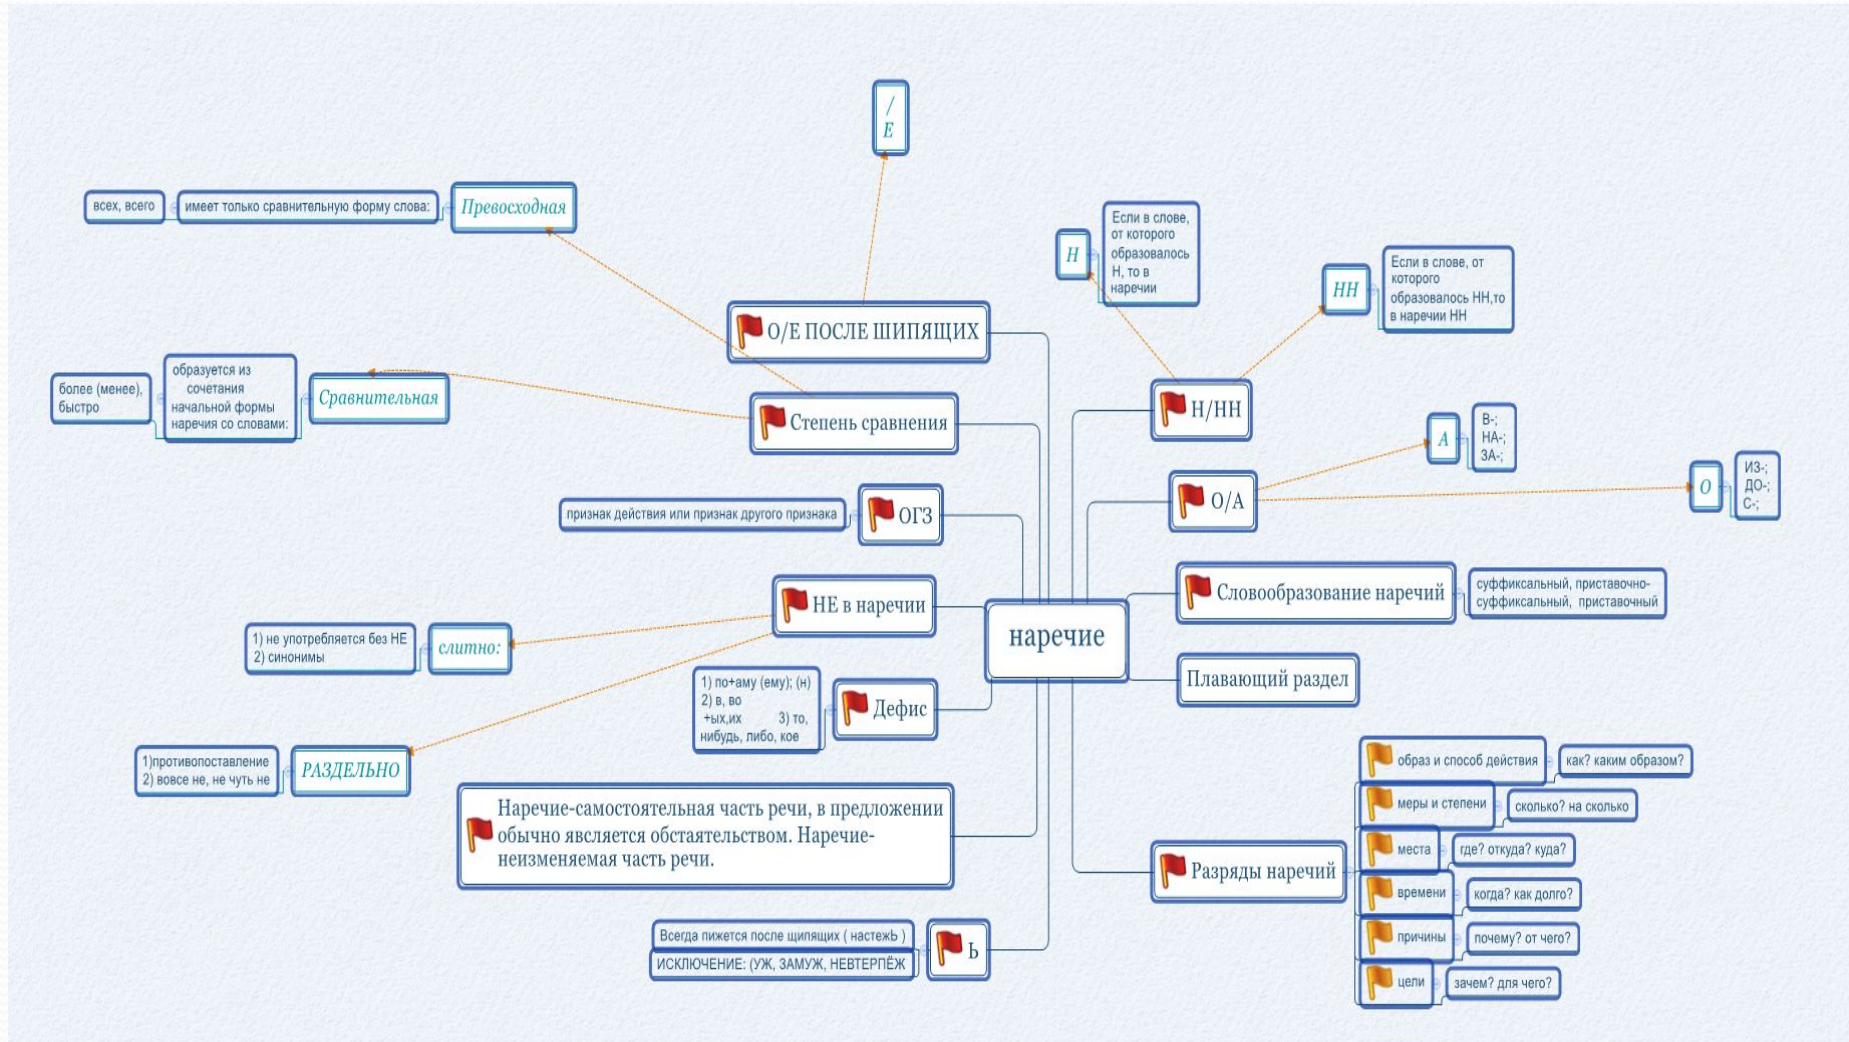 /
Е
всех, всего
имеет только сравнительную форму слова:
Превосходная
О/Е ПОСЛЕ ШИПЯЩИХ
более (менее),
быстро
образуется из
сочетания
начальной формы
наречия со словами:
Сравнительная
Степень сравнения
признак действия или признак другого признака
ОГЗ
НЕ в наречии
1) не употребляется без НЕ
2) синонимы
слитно:
1) по+аму (ему); (н)
2) в, во
+ых,их 3) то,
нибудь, либо, кое
Дефис
1)противопоставление
2) вовсе не, не чуть не
РАЗДЕЛЬНО
Наречие-самостоятельная часть речи, в предложении
обычно явсляется обстаятельством. Наречие-
неизменяемая часть речи.
Всегда пижется после щипящих ( настежЬ )
ИСКЛЮЧЕНИЕ: (УЖ, ЗАМУЖ, НЕВТЕРПЁЖ
Ь
наречие
Н
Если в слове,
от которого
образовалось
Н, то в
наречии
НН
Если в слове, от
которого
образовалось НН,то
в наречии НН
Н/НН
О/А
А
В-;
НА-;
ЗА-;
О
ИЗ-;
ДО-;
С-;
Словообразование наречий
суффиксальный, приставочно-
суффиксальный, приставочный
Плавающий раздел
Разряды наречий
образ и способ действия
как? каким образом?
меры и степени
сколько? на сколько
места
где? откуда? куда?
времени
когда? как долго?
причины
почему? от чего?
цели
зачем? для чего?